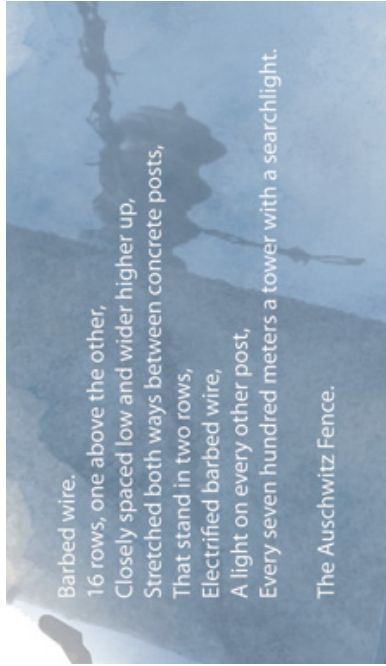 Barbed wire.
16 rows, one above the other,
Closely spaced low and wider higher up,
Stretched both ways between concrete posts,
That stand in two rows,
Electrified barbed wire,
A light on every other post,
Every seven hundred meters a tower with a searchlight.
The Auschwitz Fence.